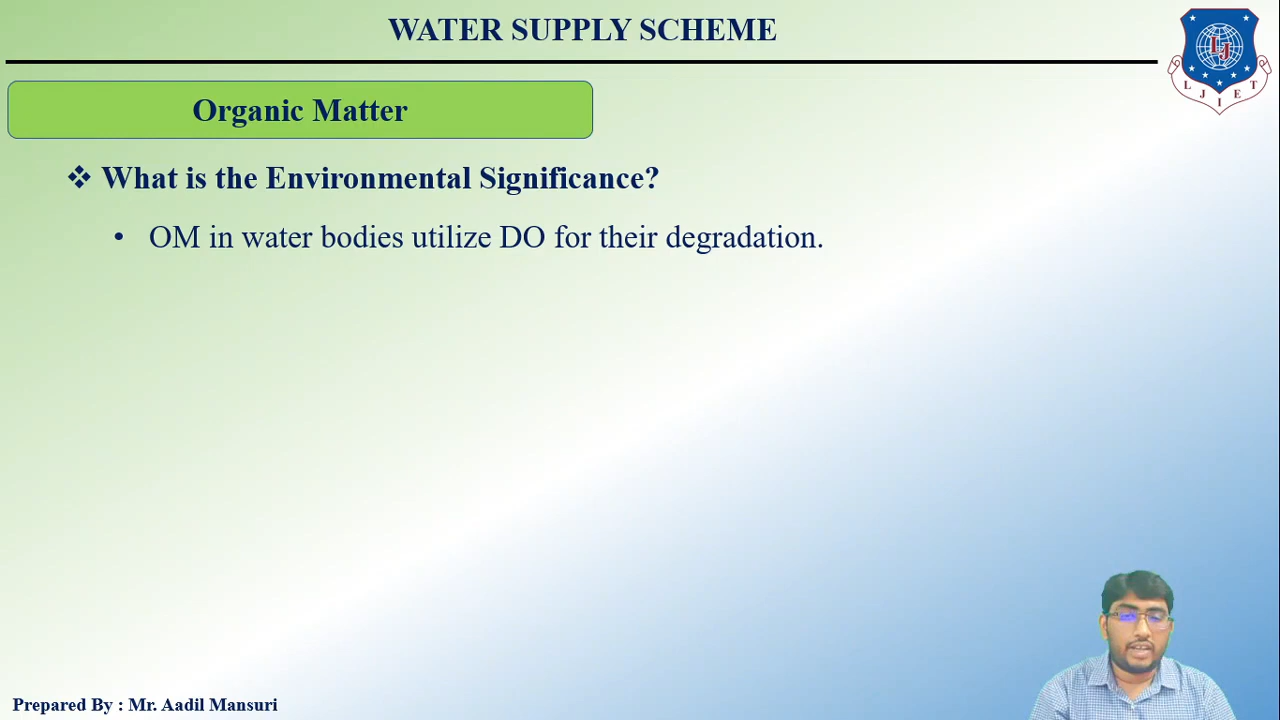 WATER SUPPLY SCHEME
LJ
L J I E T
Organic Matter
❖ What is the Environmental Significance?
• OM in water bodies utilize DO for their degradation.
Prepared By : Mr. Aadil Mansuri